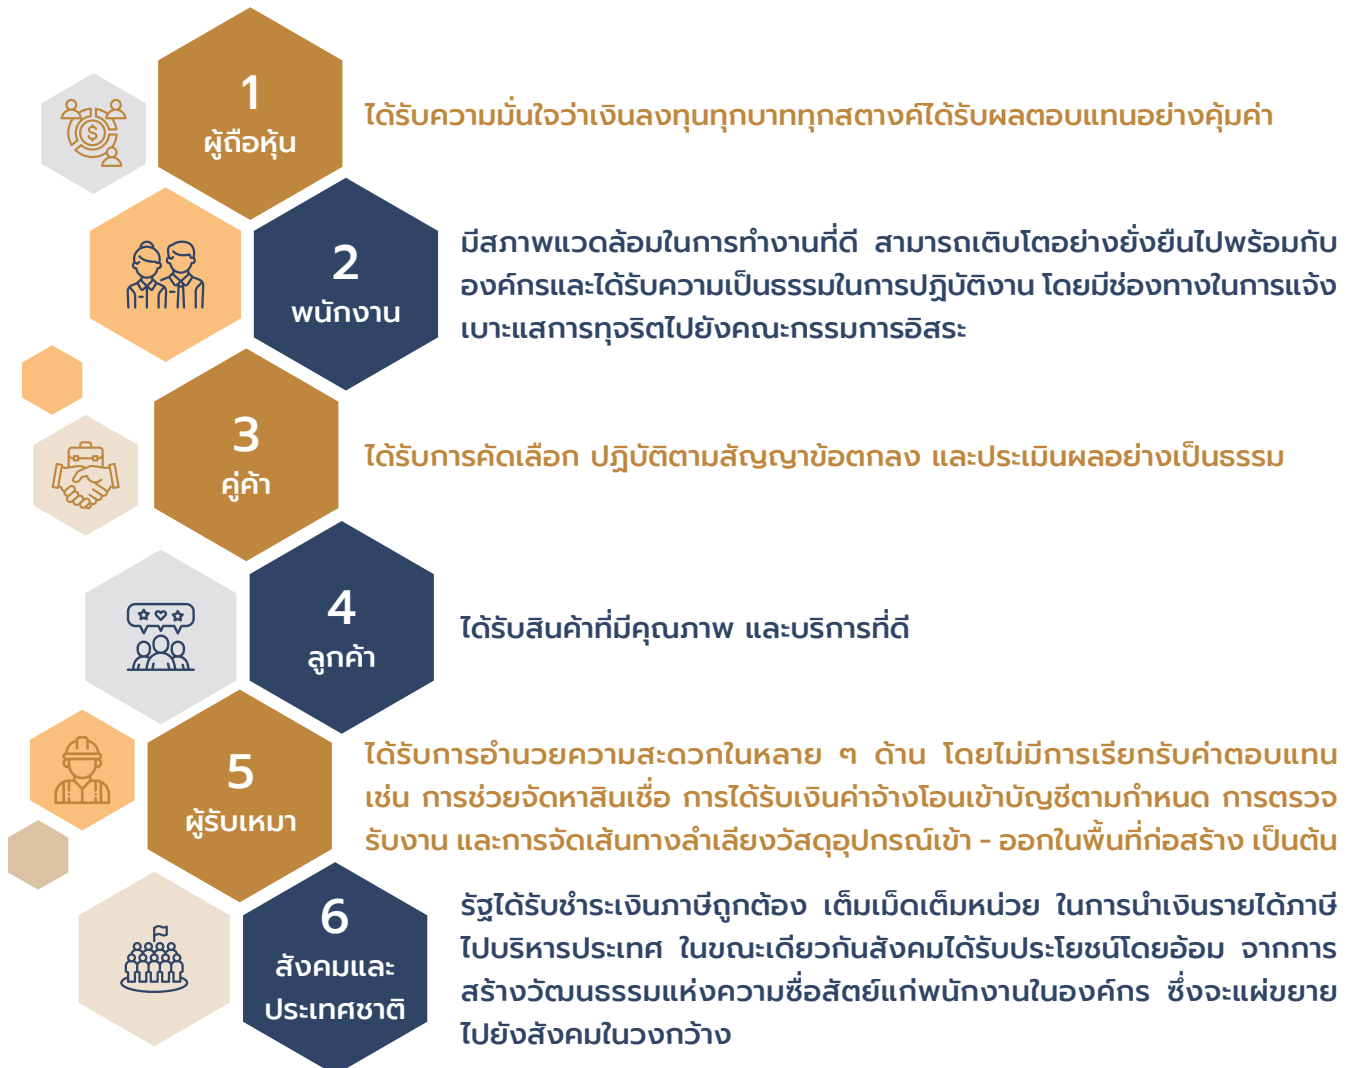 1
ผู้ถือหุ้น
ได้รับความมั่นใจว่าเงินลงทุนทุกบาททุกสตางค์ได้รับผลตอบแทนอย่างคุ้มค่า
2
พนักงาน
มีสภาพแวดล้อมในการทำงานที่ดี สามารถเติบโตอย่างยั่งยืนไปพร้อมกับ
องค์กรและได้รับความเป็นธรรมในการปฏิบัติงาน โดยมีช่องทางในการแจ้ง
เบาะแสการทุจริตไปยังคณะกรรมการอิสระ
3
คู่ค้า
ได้รับการคัดเลือก ปฏิบัติตามสัญญาข้อตกลง และประเมินผลอย่างเป็นธรรม
4
ลูกค้า
ได้รับสินค้าที่มีคุณภาพ และบริการที่ดี
5
ผู้รับเหมา
ได้รับการอำนวยความสะดวกในหลาย ๆ ด้าน โดยไม่มีการเรียกรับค่าตอบแทน
เช่น การช่วยจัดหาสินเชื่อ การได้รับเงินค่าจ้างโอนเข้าบัญชีตามกำหนด การตรวจ
รับงาน และการจัดเส้นทางลำเลียงวัสดุอุปกรณ์เข้า - ออกในพื้นที่ก่อสร้าง เป็นต้น
6
สังคมและ
ประเทศชาติ
รัฐได้รับชำระเงินภาษีถูกต้อง เต็มเม็ดเต็มหน่วย ในการนำเงินรายได้ภาษี
ไปบริหารประเทศ ในขณะเดียวกันสังคมได้รับประโยชน์โดยอ้อม จากการ
สร้างวัฒนธรรมแห่งความซื่อสัตย์แก่พนักงานในองค์กร ซึ่งจะแผ่ขยาย
ไปยังสังคมในวงกว้าง